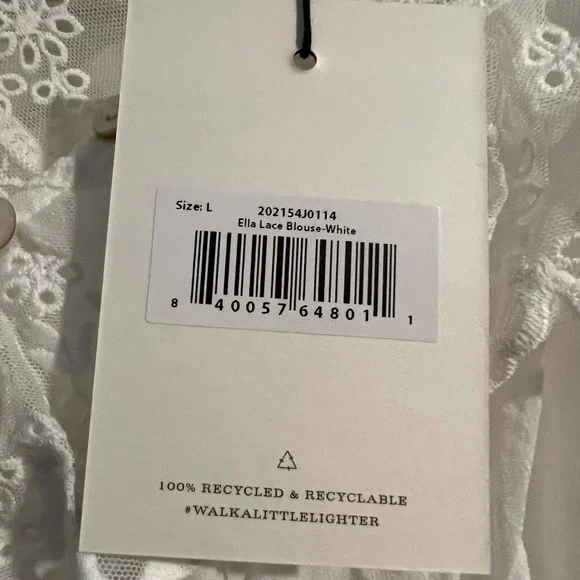 Size: L 202154J0114
Ella Lace Blouse-White
8 40057 64801 1
100% RECYCLED & RECYCLABLE
#WALKALITTLELIGHTER